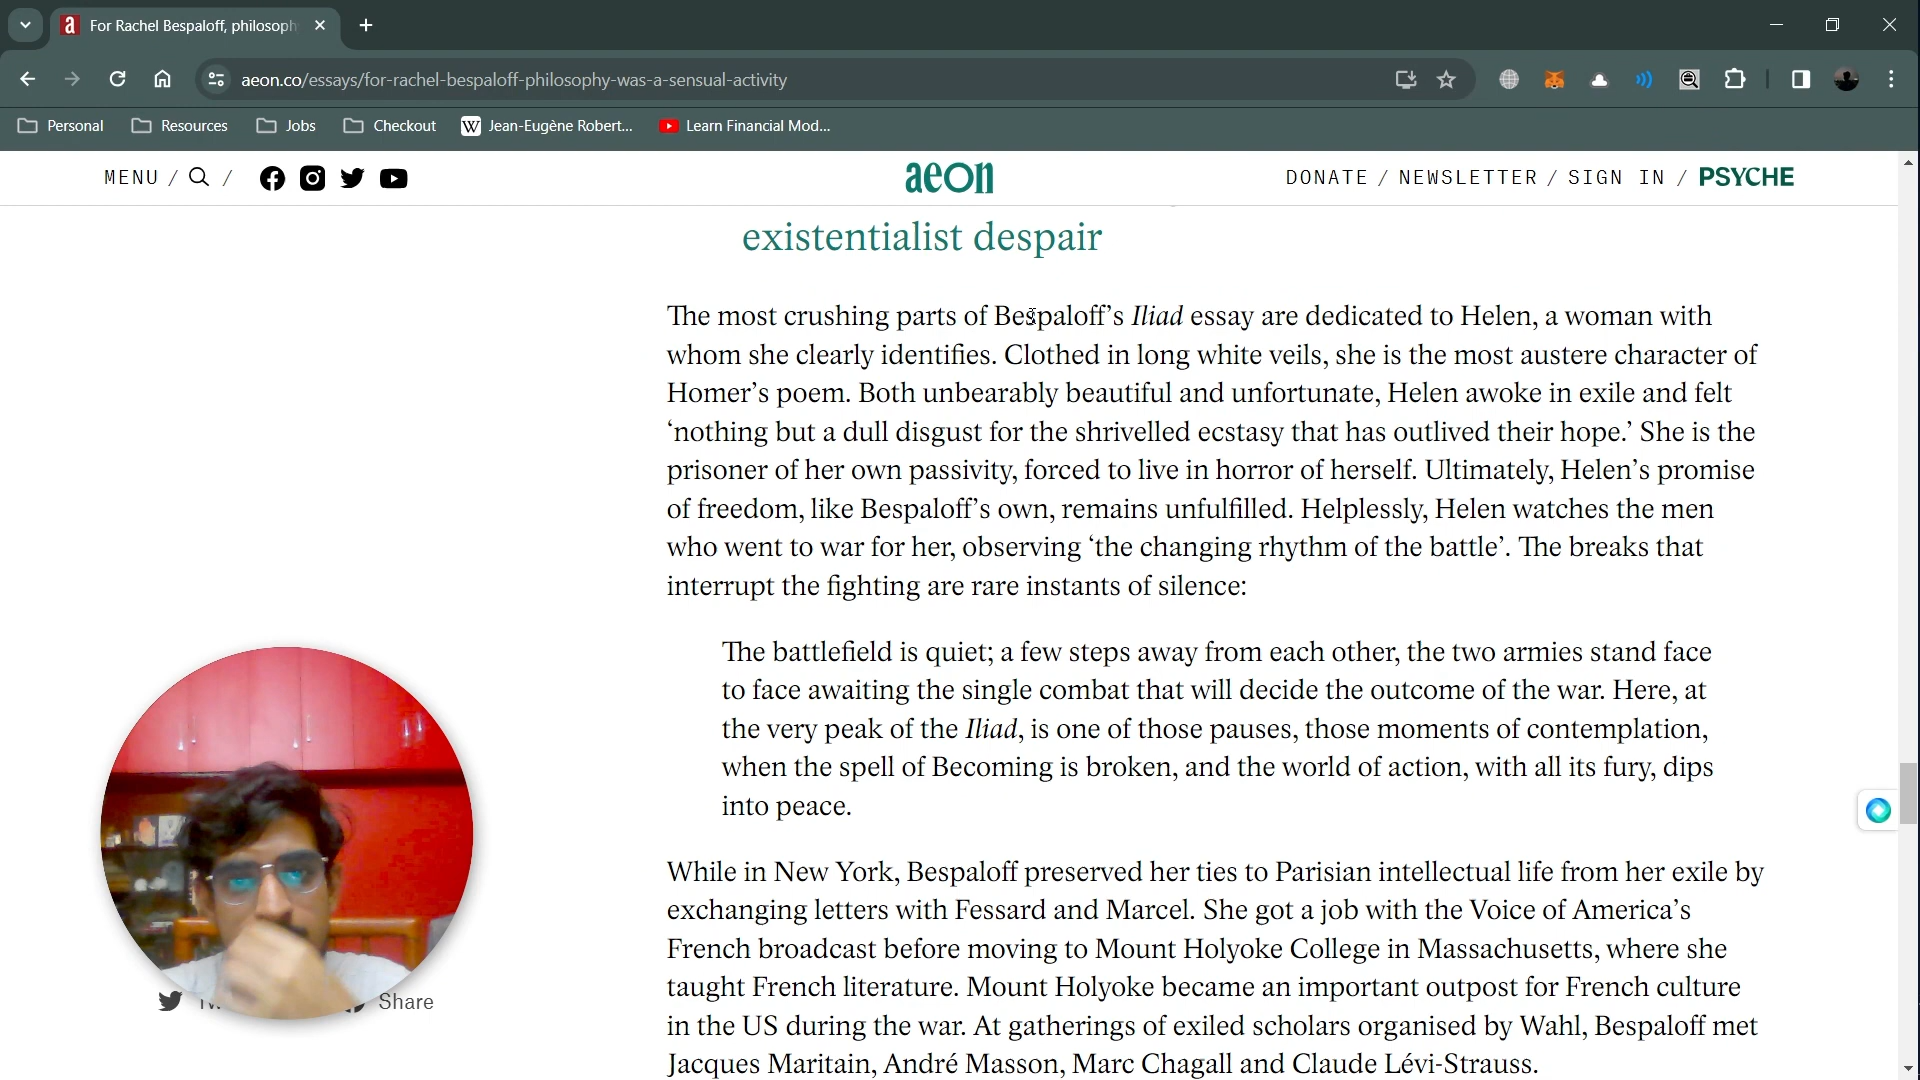 For Rachel Bespaloff, philosoph
aeon.co/essays/for-rachel-bespaloff-philosophy-was-a-sensual-activity
Personal
Resources
Jobs
Checkout
W Jean-Eugène Robert...
Learn Financial Mod...
MENU / /
aeon
DONATE / NEWSLETTER / SIGN IN / PSYCHE
existentialist despair
The most crushing parts of Bespaloff’s Iliad essay are dedicated to Helen, a woman with
whom she clearly identifies. Clothed in long white veils, she is the most austere character of
Homer’s poem. Both unbearably beautiful and unfortunate, Helen awoke in exile and felt
‘nothing but a dull disgust for the shrivelled ecstasy that has outlived their hope.’ She is the
prisoner of her own passivity, forced to live in horror of herself. Ultimately, Helen’s promise
of freedom, like Bespaloff’s own, remains unfulfilled. Helplessly, Helen watches the men
who went to war for her, observing ‘the changing rhythm of the battle’. The breaks that
interrupt the fighting are rare instants of silence:
The battlefield is quiet; a few steps away from each other, the two armies stand face
to face awaiting the single combat that will decide the outcome of the war. Here, at
the very peak of the Iliad, is one of those pauses, those moments of contemplation,
when the spell of Becoming is broken, and the world of action, with all its fury, dips
into peace.
While in New York, Bespaloff preserved her ties to Parisian intellectual life from her exile by
exchanging letters with Fessard and Marcel. She got a job with the Voice of America’s
French broadcast before moving to Mount Holyoke College in Massachusetts, where she
taught French literature. Mount Holyoke became an important outpost for French culture
in the US during the war. At gatherings of exiled scholars organised by Wahl, Bespaloff met
Jacques Maritain, André Masson, Marc Chagall and Claude Lévi-Strauss.
Share